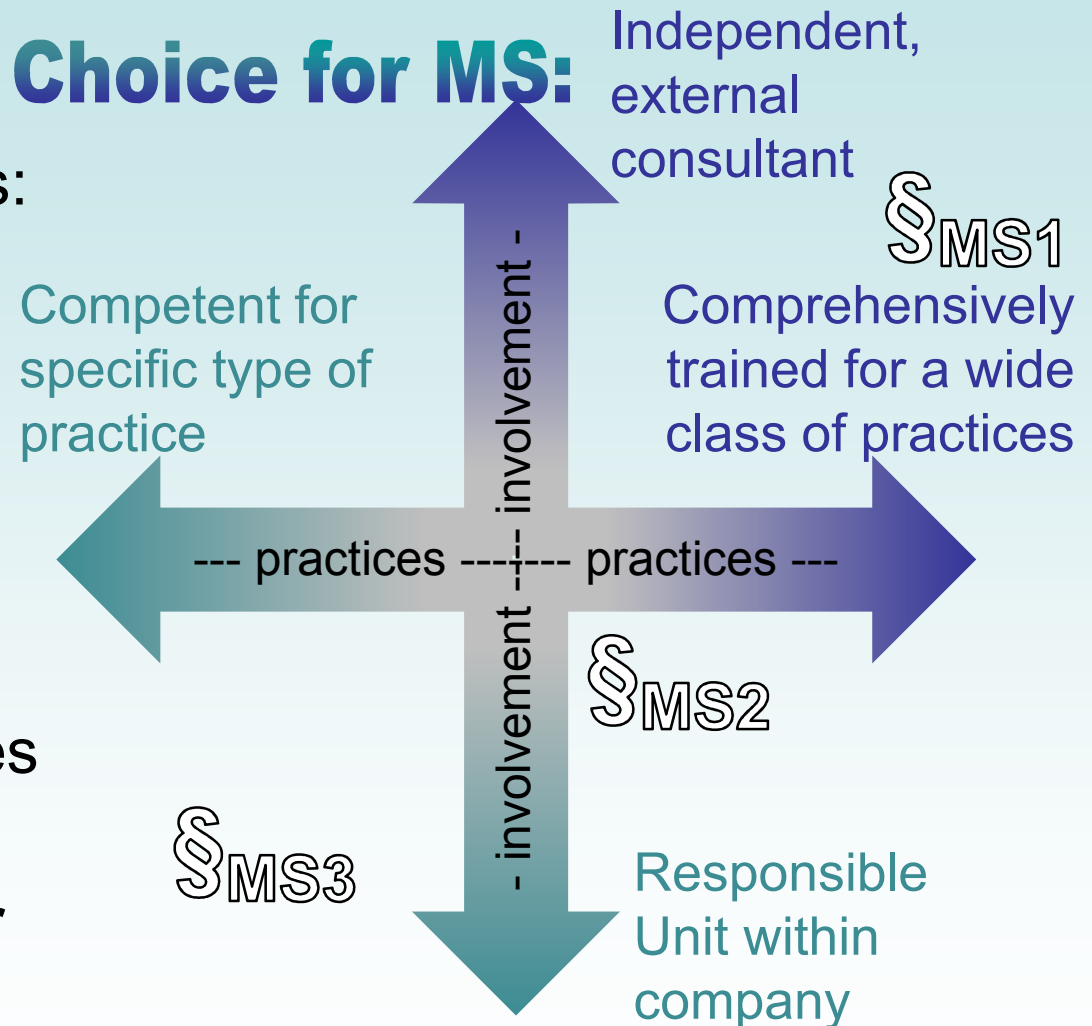 Choice for MS:
Independent,
external
consultant
s:
§MS1
Competent for
specific type of
practice
Comprehensively
trained for a wide
class of practices
- involvement -
--- practices ---
--- practices ---
- involvement -
§MS2
es
§MS3
Responsible
Unit within
company